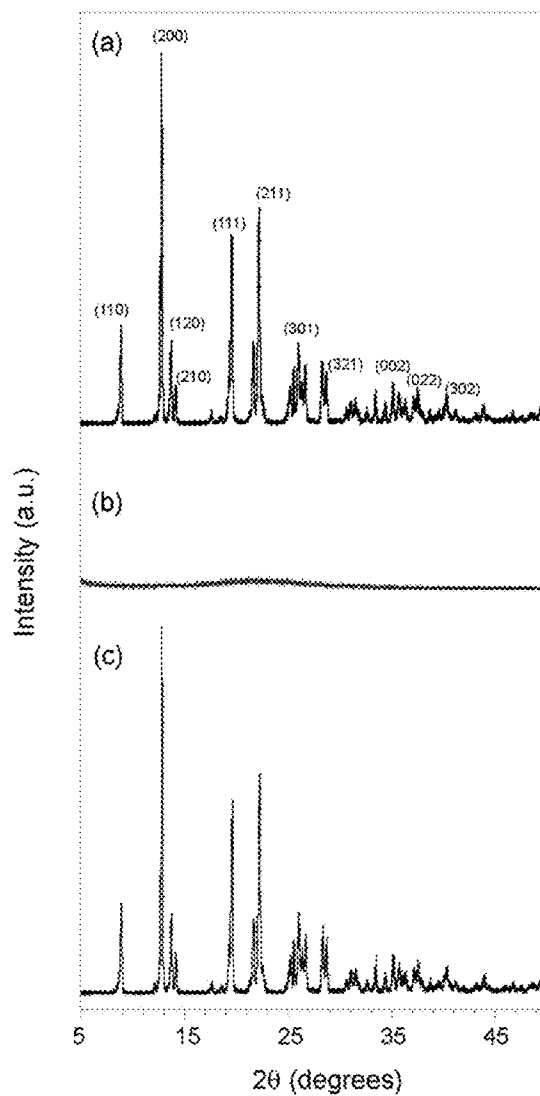 (a)
(200)
(211)
(111)
(110)
(120)
(301)
(210)
(321)
(002)
(022)
(302)
(b)
(c)
Intensity (a.u.)
5 15 25 35 45
2θ (degrees)